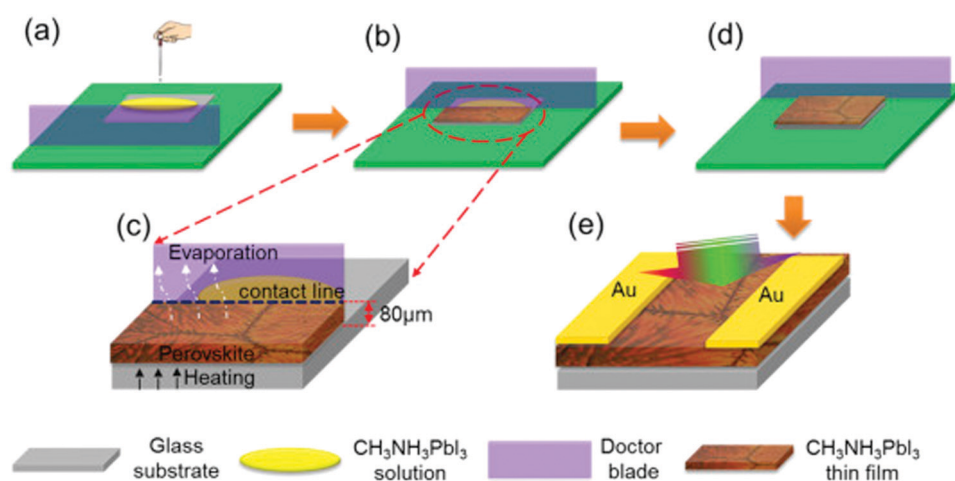 (a)
(b)
(d)
(c)
Evaporation
contact line
80μm
Perovskite
Heating
(e)
Au
Au
Glass
substrate
CH₃NH₃PbI₃
solution
Doctor
blade
CH₃NH₃PbI₃
thin film